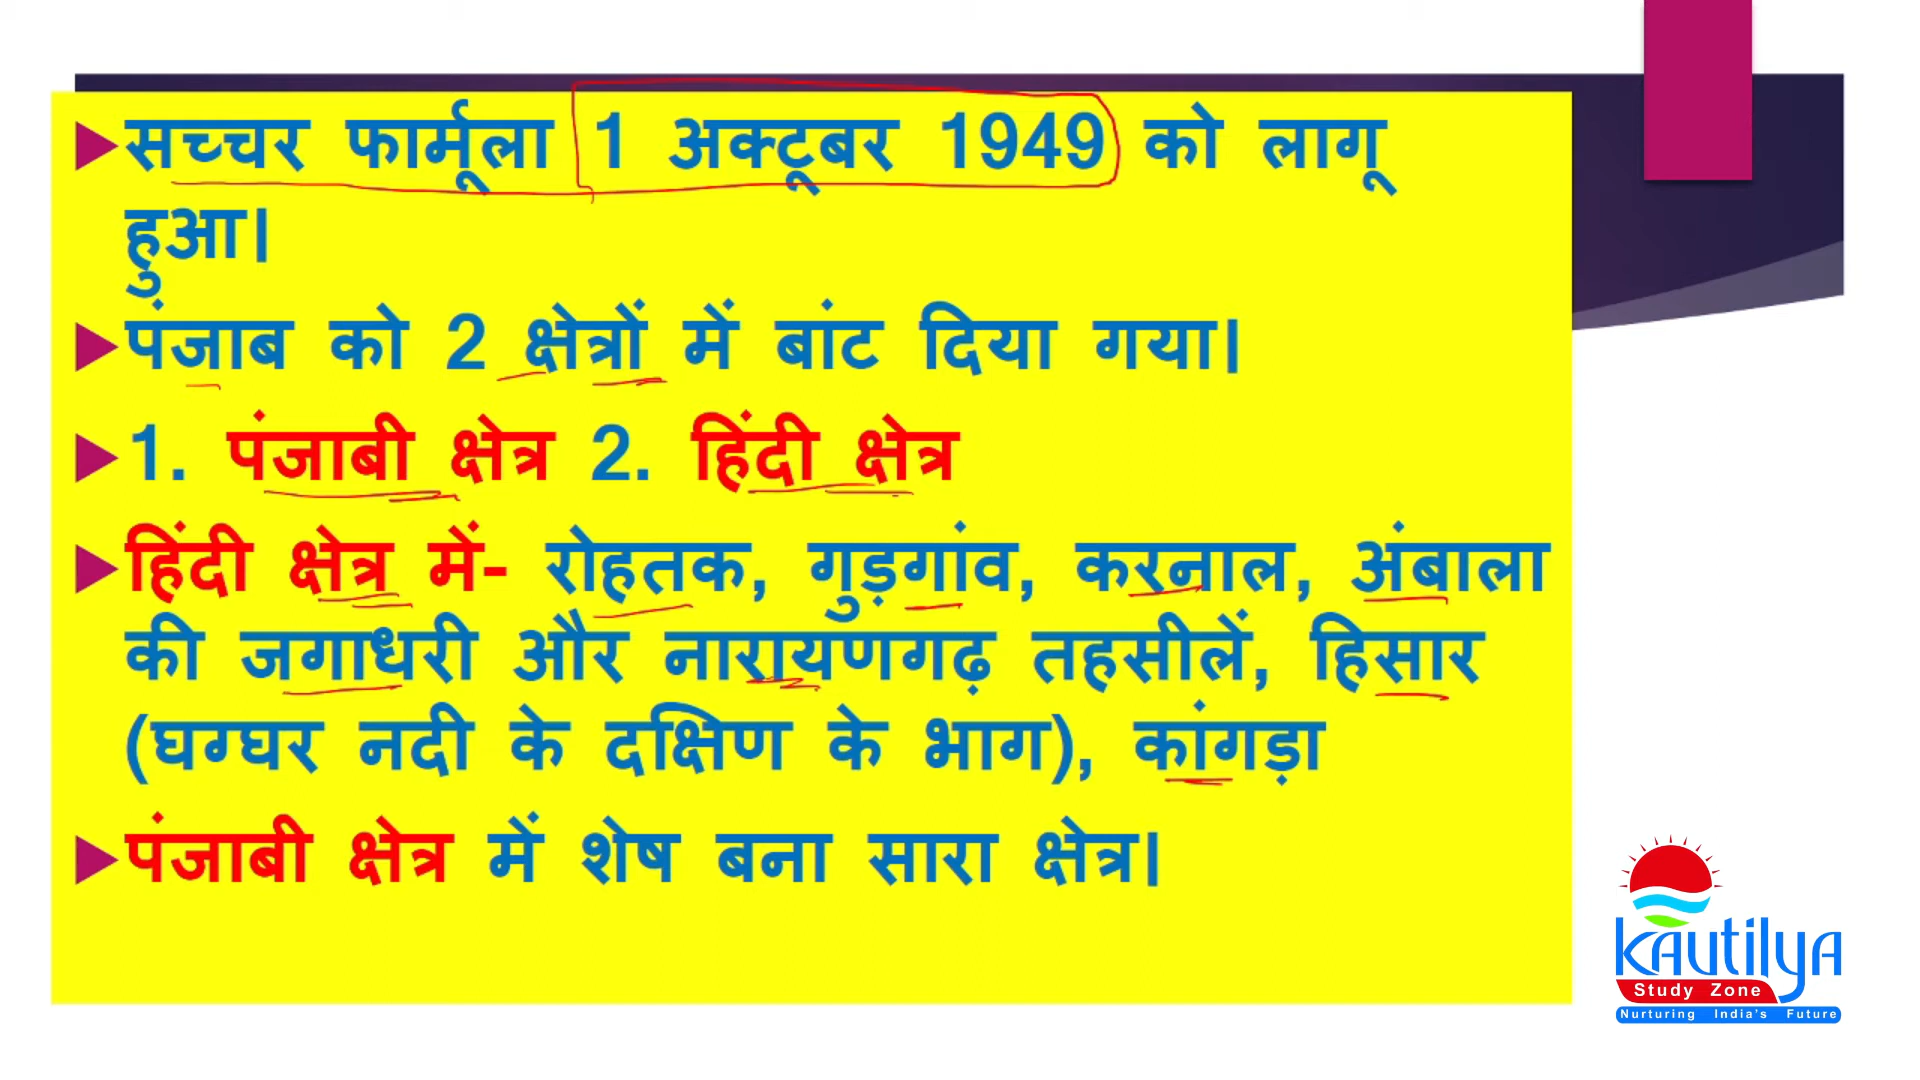 सच्चर फार्मूला 1 अक्टूबर 1949 को लागू
हुआ।
पंजाब को 2 क्षेत्रों में बांट दिया गया।
1. पंजाबी क्षेत्र 2. हिंदी क्षेत्र
हिंदी क्षेत्र में- रोहतक, गुड़गांव, करनाल, अंबाला
की जगाधरी और नारायणगढ़ तहसीलें, हिसार
(घग्घर नदी के दक्षिण के भाग), कांगड़ा
पंजाबी क्षेत्र में शेष बना सारा क्षेत्र।
kautilya
Study Zone
Nurturing India's Future